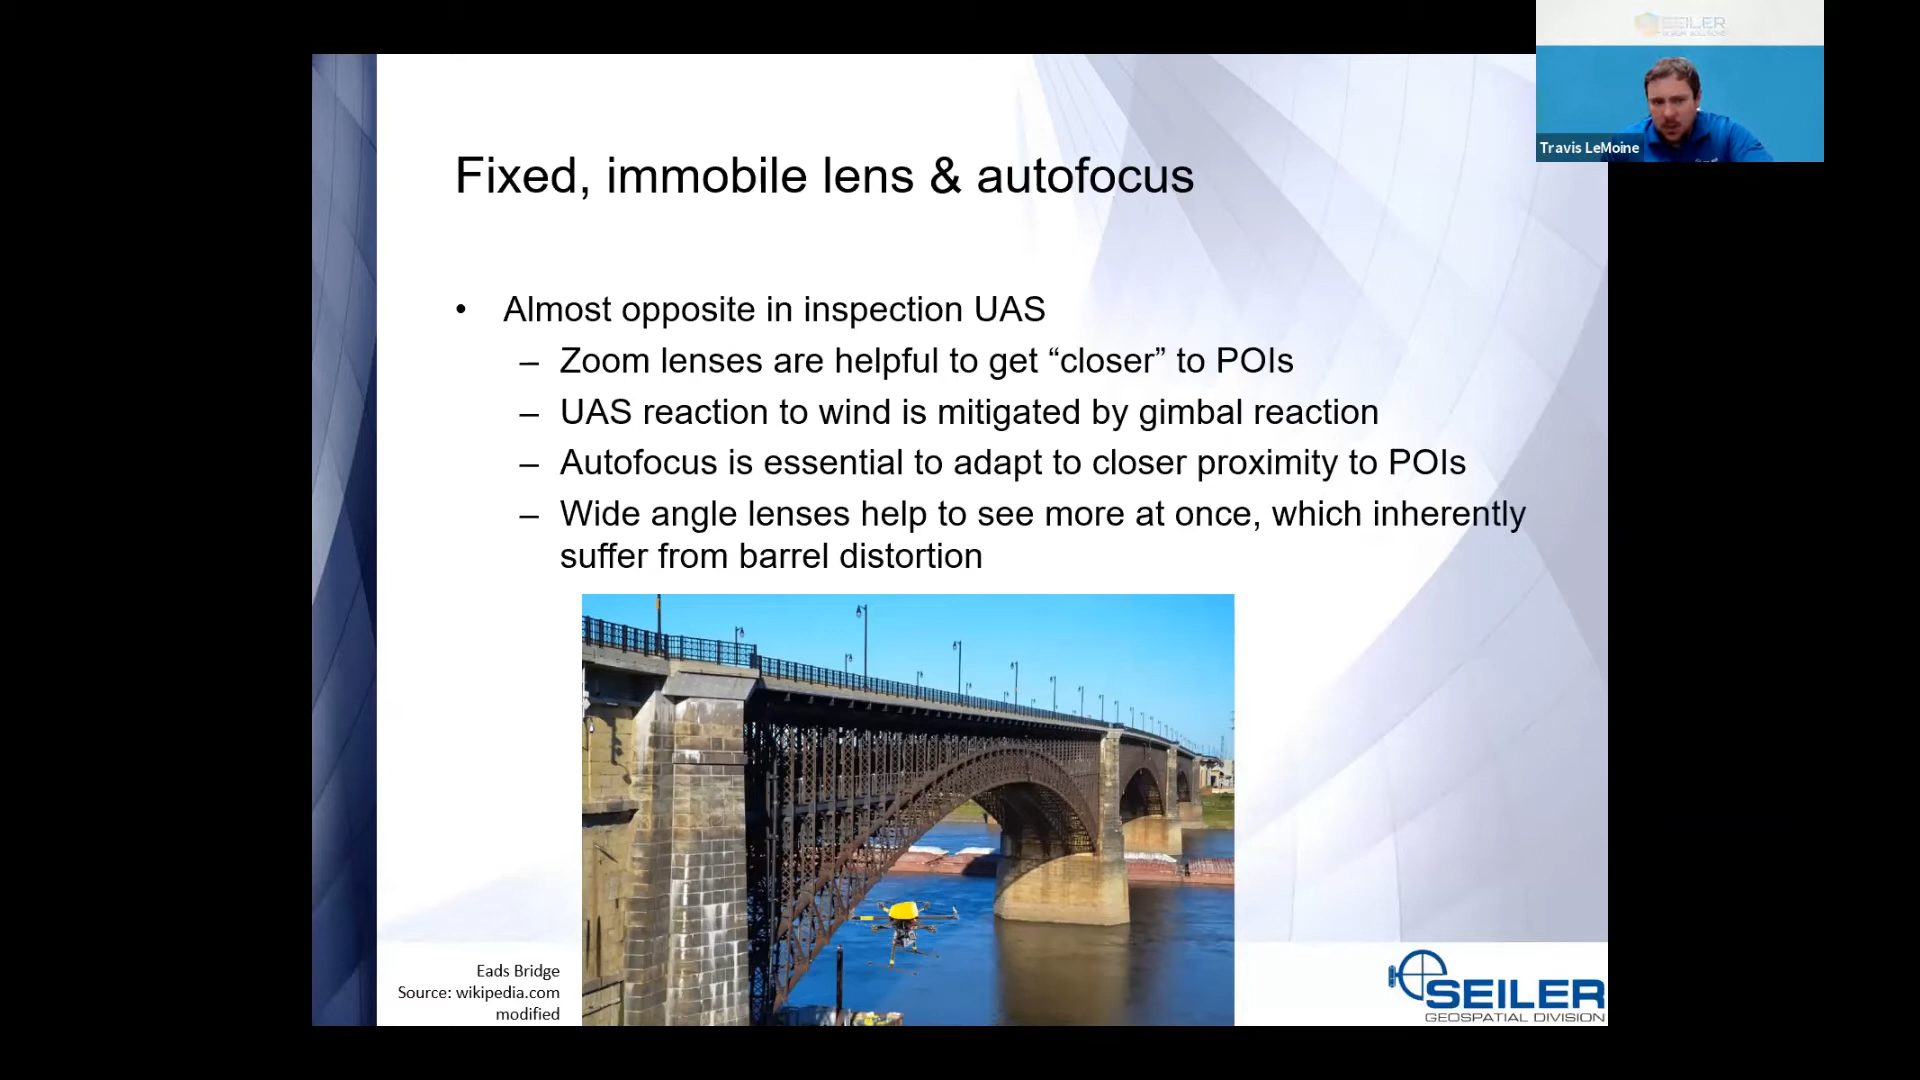 SEILER
Travis LeMoine
Fixed, immobile lens & autofocus
• Almost opposite in inspection UAS
– Zoom lenses are helpful to get “closer” to POIs
– UAS reaction to wind is mitigated by gimbal reaction
– Autofocus is essential to adapt to closer proximity to POIs
– Wide angle lenses help to see more at once, which inherently
suffer from barrel distortion
Eads Bridge
Source: wikipedia.com
modified
SEILER
GEOSPATIAL DIVISION